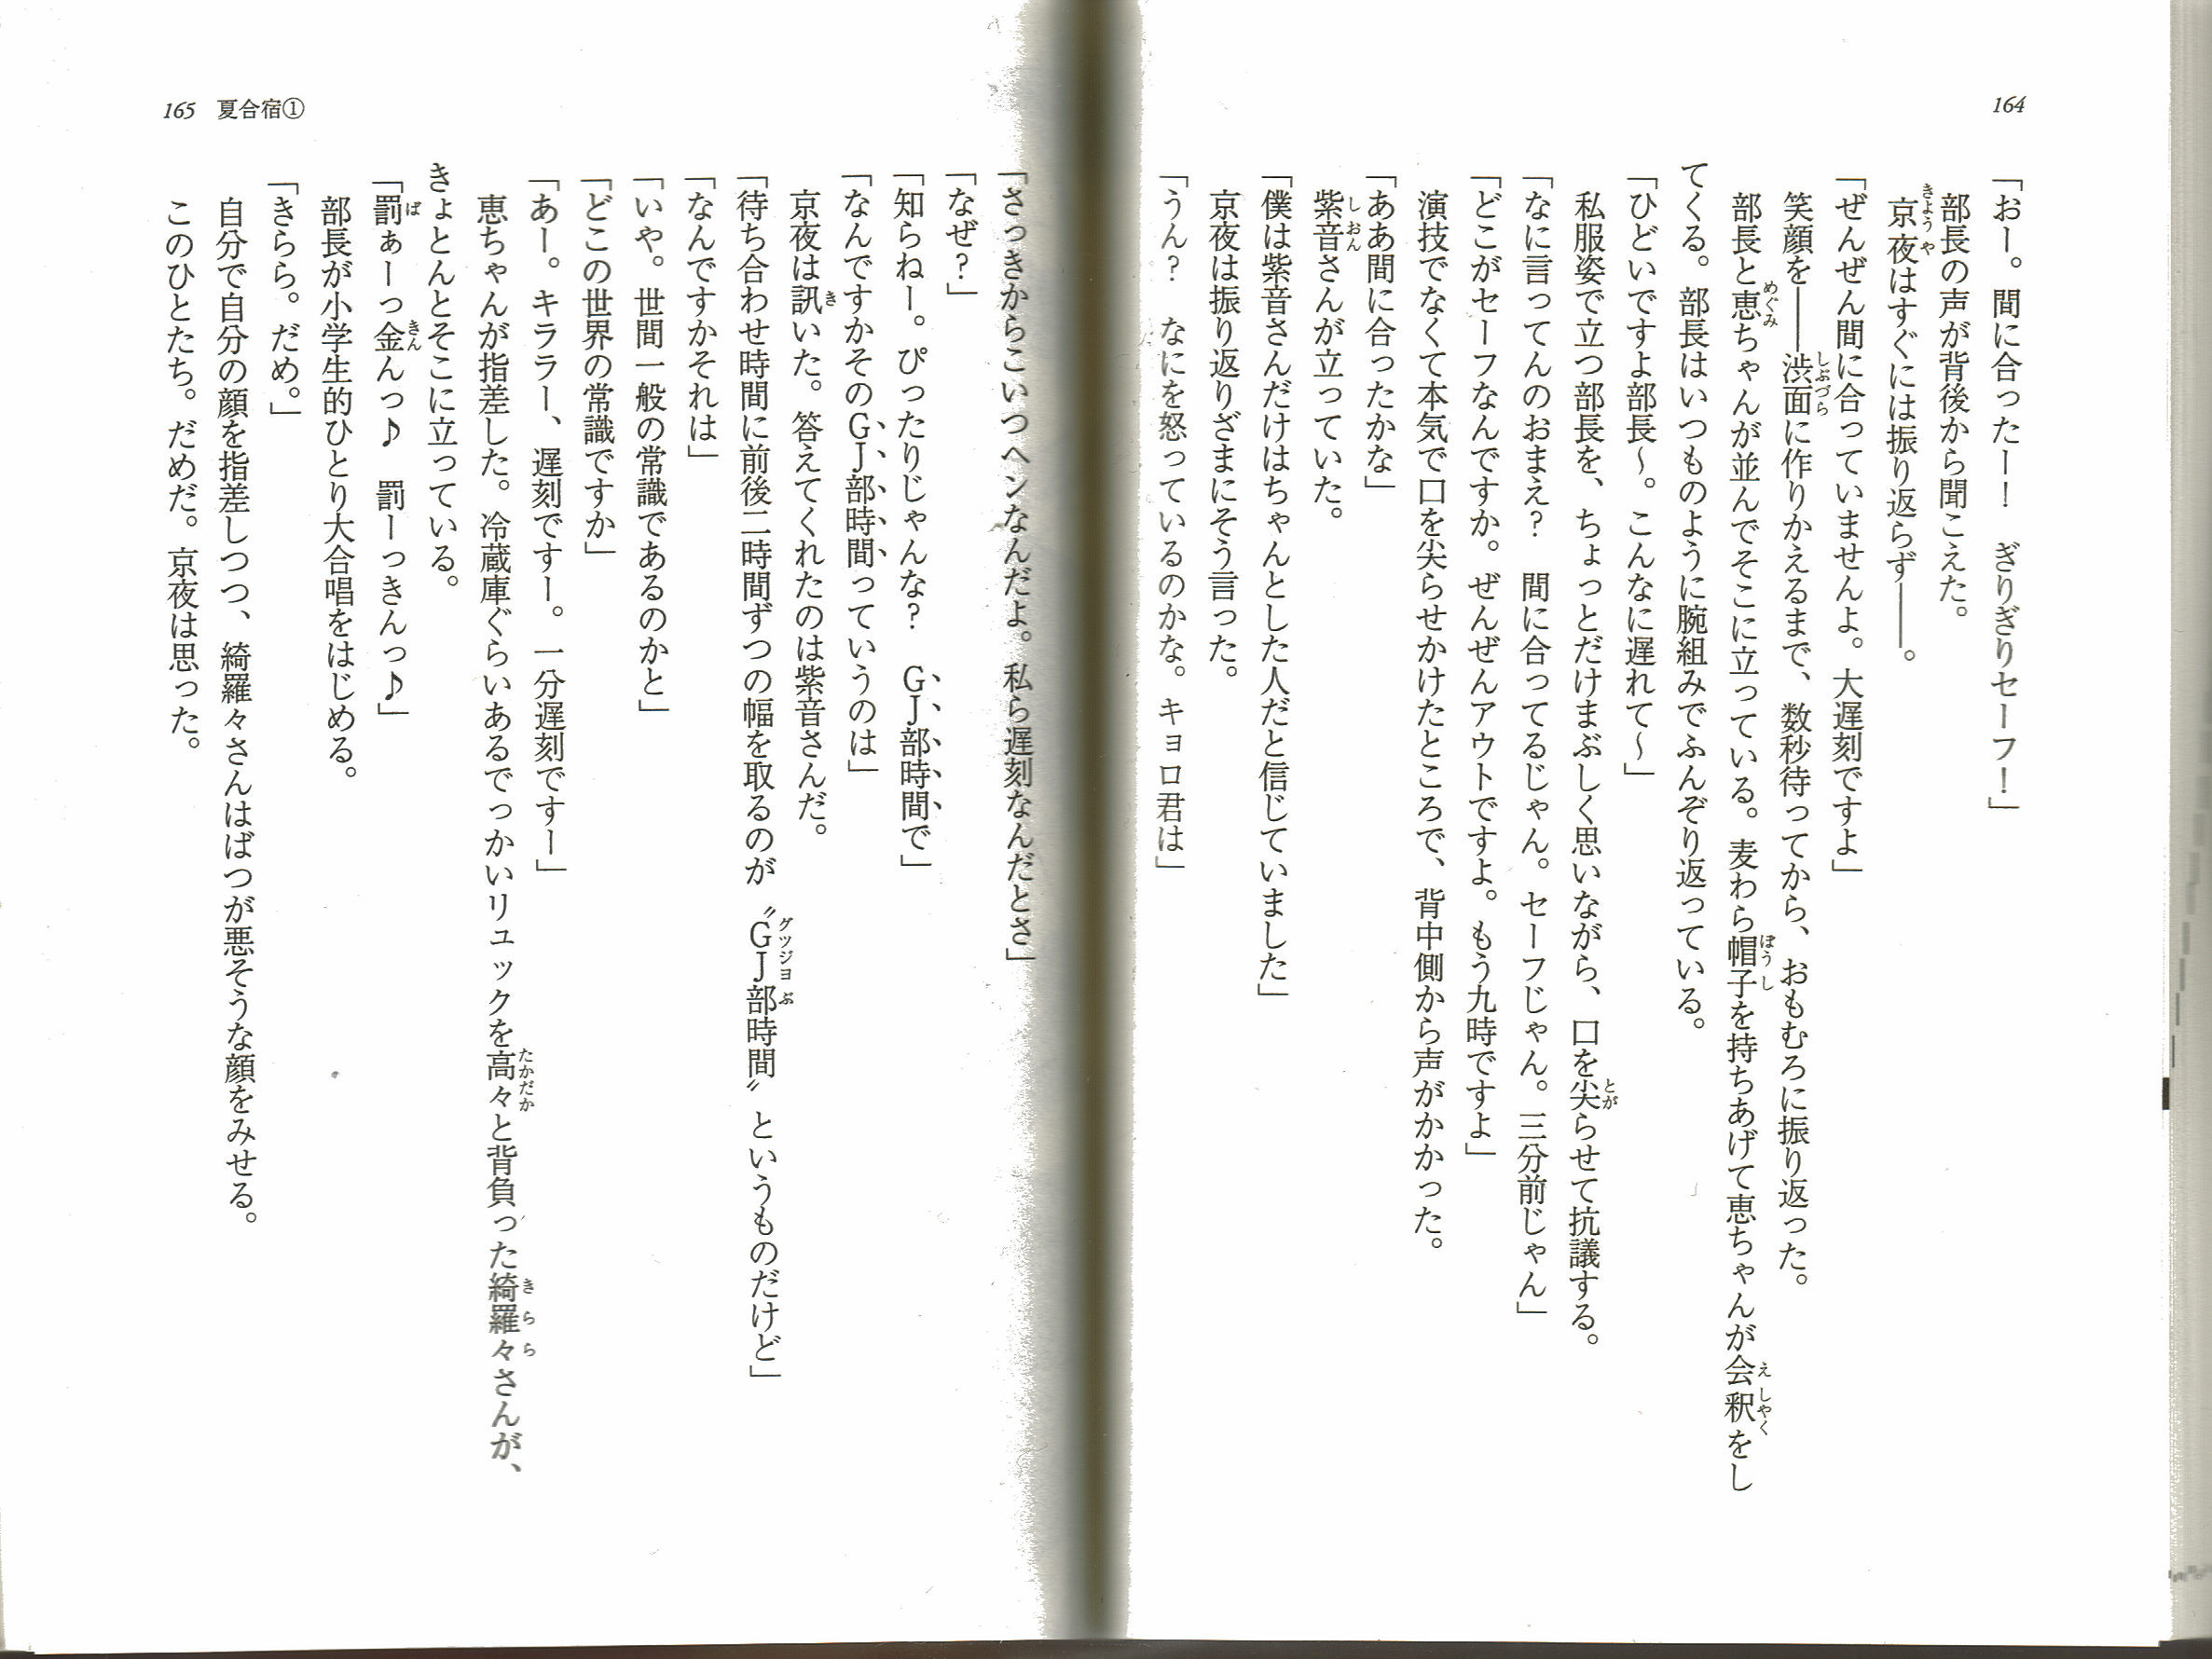 164
「おー。間に合ったー！　ぎりぎりセーフ！」
部長の声が背後から聞こえた。
京夜はすぐには振り返らず――。
「ぜんぜん間に合っていませんよ。大遅刻ですよ」
笑顔を――渋面に作りかえるまで、数秒待ってから、おもむろに振り返った。
部長と恵ちゃんが並んでそこに立っている。麦わら帽子を持ちあげて恵ちゃんが会釈をし
てくる。部長はいつものように腕組みでふんぞり返っている。
「ひどいですよ部長～。こんなに遅れて～」
私服姿で立つ部長を、ちょっとだけまぶしく思いながら、口を尖らせて抗議する。
「なに言ってんのおまえ？　間に合ってるじゃん。セーフじゃん。三分前じゃん」
「どこがセーフなんですか。ぜんぜんアウトですよ。もう九時ですよ」
演技でなくて本気で口を尖らせかけたところで、背中側から声がかかった。
「ああ間に合ったかな」
紫音さんが立っていた。
「僕は紫音さんだけはちゃんとした人だと信じていました」
京夜は振り返りざまにそう言った。
「うん？　なにを怒っているのかな。キョロ君は」
165 夏合宿①
「さっきからこいつヘンなんだよ。私ら遅刻なんだとさ」
「なぜ？」
「知らねー。ぴったりじゃんな？　ＧＪ部時間で」
「なんですかそのＧＪ部時間っていうのは」
京夜は訊いた。答えてくれたのは紫音さんだ。
「待ち合わせ時間に前後二時間ずつの幅を取るのが〝ＧＪ部時間〟というものだけど」
「なんですかそれは」
「いや。世間一般の常識であるのかと」
「どこの世界の常識ですか」
「あー。キララー、遅刻ですー。一分遅刻ですー」
恵ちゃんが指差した。冷蔵庫ぐらいあるでっかいリュックを高々と背負った綺羅々さんが、
きょとんとそこに立っている。
「罰ぁーっ金んっ♪　罰ーっきんっ♪」
部長が小学生的ひとり大合唱をはじめる。
「きらら。だめ。」
自分で自分の顔を指差しつつ、綺羅々さんはばつが悪そうな顔をみせる。
このひとたち。だめだ。京夜は思った。